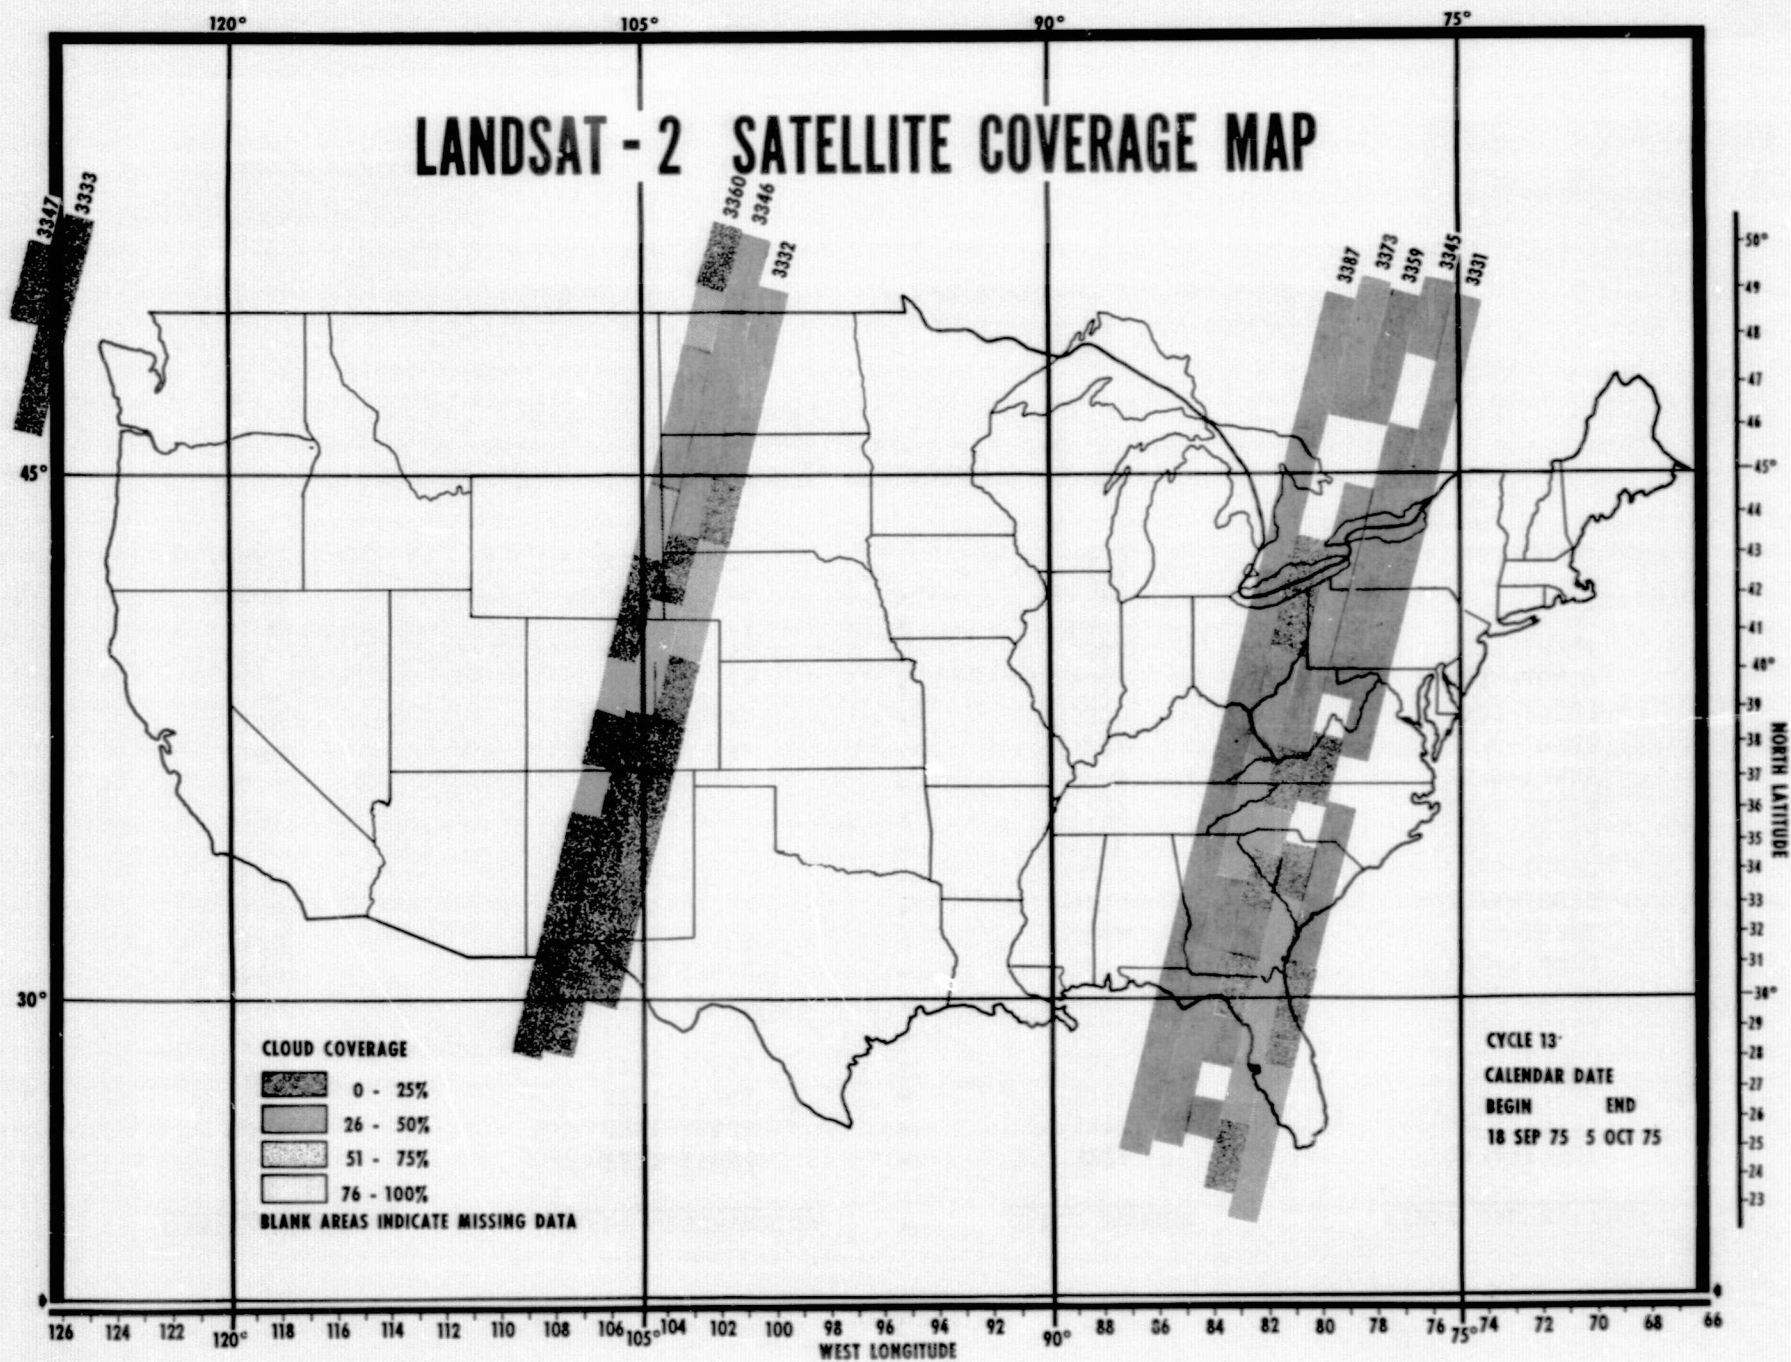 120° 105° 90° 75°
LANDSAT - 2 SATELLITE COVERAGE MAP
3347 3333
3360 3346 3332
3387 3373 3359 3345 3331
45°
30°
50°
49
48
47
46
45°
44
43
42
41
40°
39
38
37
36
35
34
33
32
31
30°
29
28
27
26
25
24
23
NORTH LATITUDE
CLOUD COVERAGE
0 - 25%
26 - 50%
51 - 75%
76 - 100%
BLANK AREAS INDICATE MISSING DATA
CYCLE 13
CALENDAR DATE
BEGIN END
18 SEP 75 5 OCT 75
126 124 122 120° 118 116 114 112 110 108 106 105° 104 102 100 98 96 94 92 90° 88 86 84 82 80 78 76 75° 74 72 70 68 66
WEST LONGITUDE